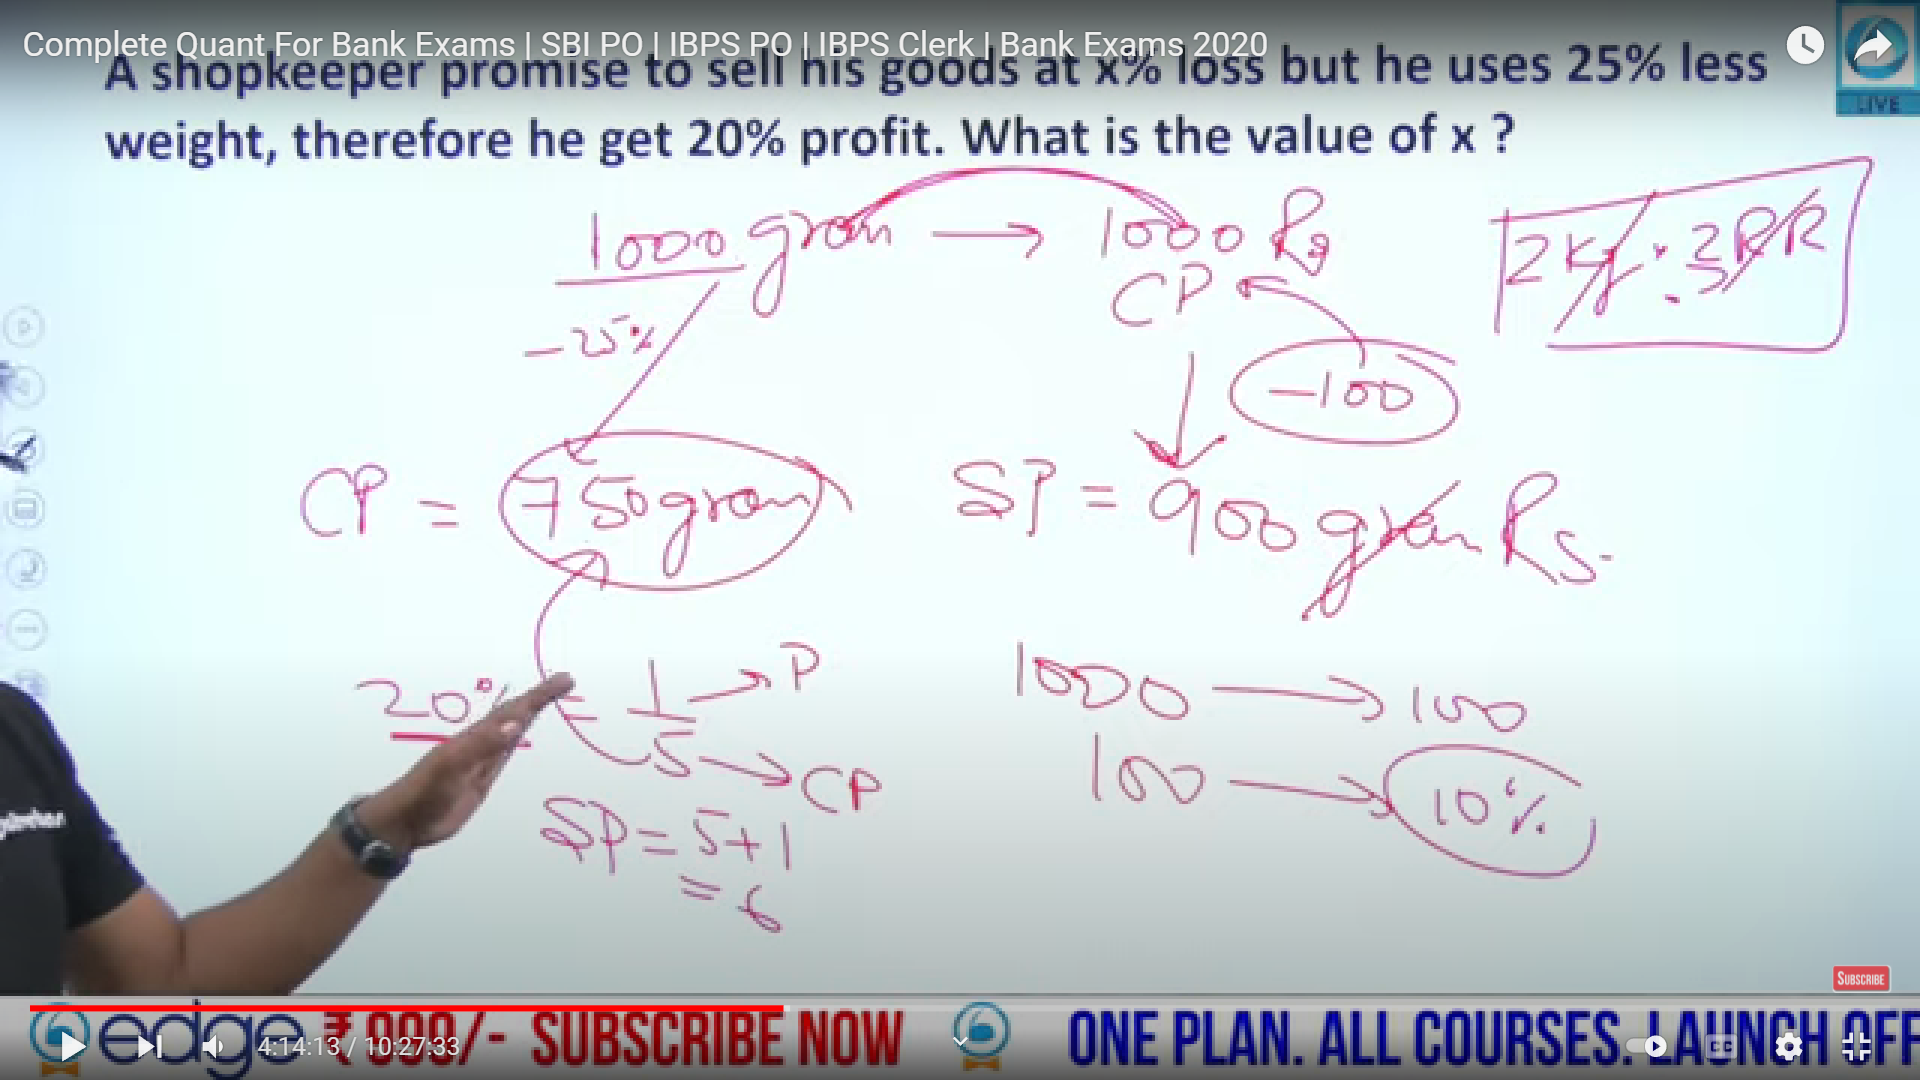 Complete Quant For Bank Exams | SBI PO | IBPS PO | IBPS Clerk | Bank Exams 2020
A shopkeeper promise to sell his goods at x% loss but he uses 25% less
weight, therefore he get 20% profit. What is the value of x ?
LIVE
1000 gram → 1000 Rs
2 Kg . 3
CP
-25%
-100
CP = 750 gram
SP = 900 gram Rs.
20% = 1/5
→ P
→ CP
SP = 5+1
= 6
1000 → 100
100 → 10%
SUBSCRIBE
edge ₹ 999/- SUBSCRIBE NOW
ONE PLAN. ALL COURSES. LAUNCH OFF
4:14:13 / 10:27:33
CC